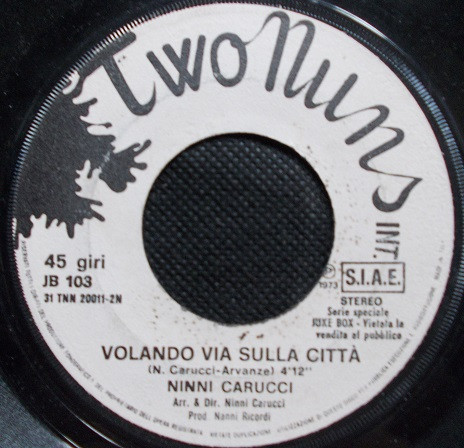 Two Nuns INT.
45 giri
JB 103
31 TNN 20011-2N
Ⓟ
1973
S.I.A.E.
STEREO
Serie speciale
JUKE BOX - Vietata la
vendita al pubblico
VOLANDO VIA SULLA CITTÀ
(N. Carucci-Arvanze) 4'12"
NINNI CARUCCI
Arr. & Dir. Ninni Carucci
Prod. Nanni Ricordi